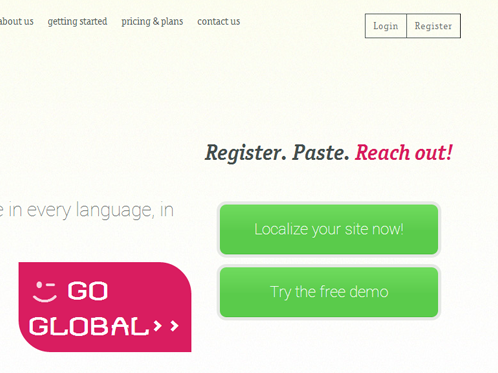 about us getting started pricing & plans contact us
Login Register
Register. Paste. Reach out!
in every language, in
Localize your site now!
Try the free demo
GO
GLOBAL>>